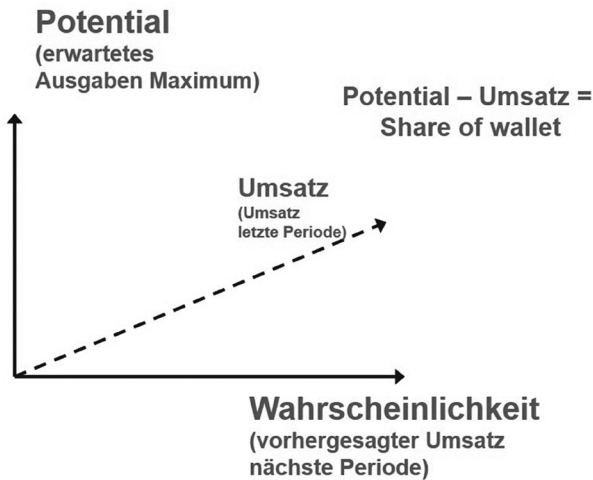 Potential
(erwartetes
Ausgaben Maximum)
Potential – Umsatz =
Share of wallet
Umsatz
(Umsatz
letzte Periode)
Wahrscheinlichkeit
(vorhergesagter Umsatz
nächste Periode)